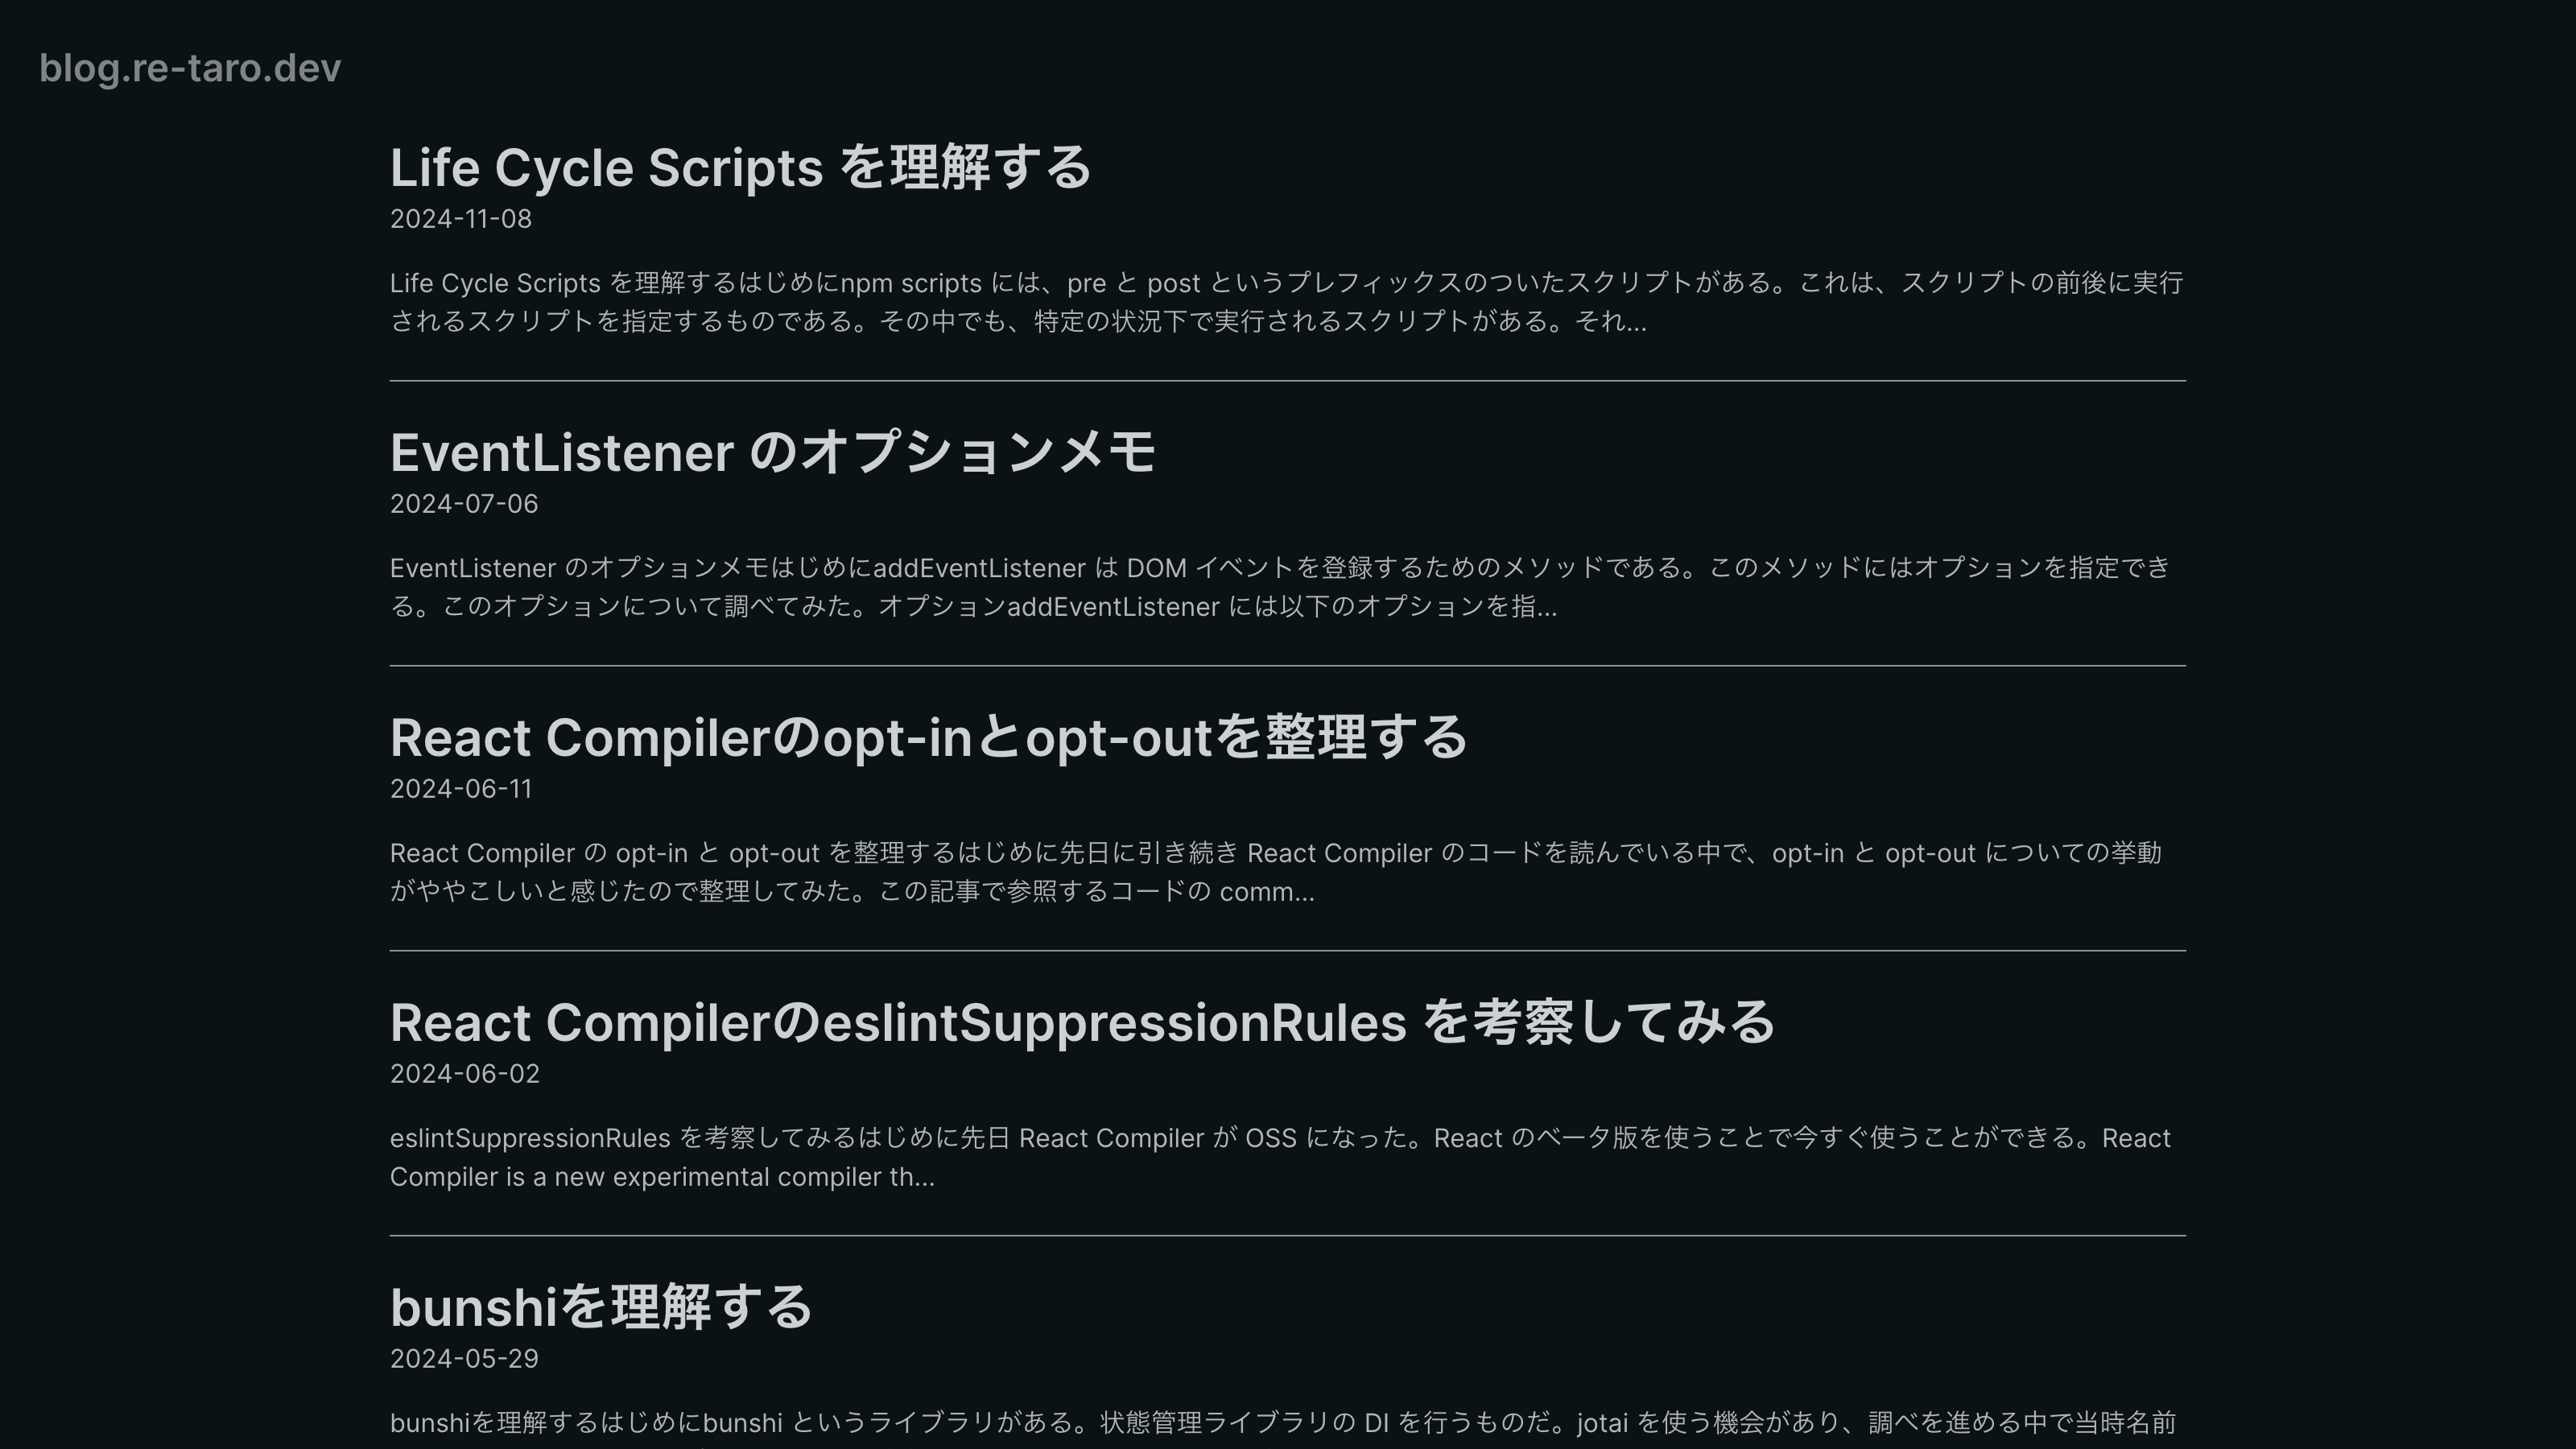 blog.re-taro.dev
Life Cycle Scripts を理解する
2024-11-08
Life Cycle Scripts を理解するはじめにnpm scripts には、pre と post というプレフィックスのついたスクリプトがある。これは、スクリプトの前後に実行
されるスクリプトを指定するものである。その中でも、特定の状況下で実行されるスクリプトがある。それ...
EventListener のオプションメモ
2024-07-06
EventListener のオプションメモはじめにaddEventListener は DOM イベントを登録するためのメソッドである。このメソッドにはオプションを指定でき
る。このオプションについて調べてみた。オプションaddEventListener には以下のオプションを指...
React Compilerのopt-inとopt-outを整理する
2024-06-11
React Compiler の opt-in と opt-out を整理するはじめに先日に引き続き React Compiler のコードを読んでいる中で、opt-in と opt-out についての挙動
がややこしいと感じたので整理してみた。この記事で参照するコードの comm...
React CompilerのeslintSuppressionRules を考察してみる
2024-06-02
eslintSuppressionRules を考察してみるはじめに先日 React Compiler が OSS になった。React のベータ版を使うことで今すぐ使うことができる。React
Compiler is a new experimental compiler th...
bunshiを理解する
2024-05-29
bunshiを理解するはじめにbunshi というライブラリがある。状態管理ライブラリの DI を行うものだ。jotai を使う機会があり、調べを進める中で当時名前